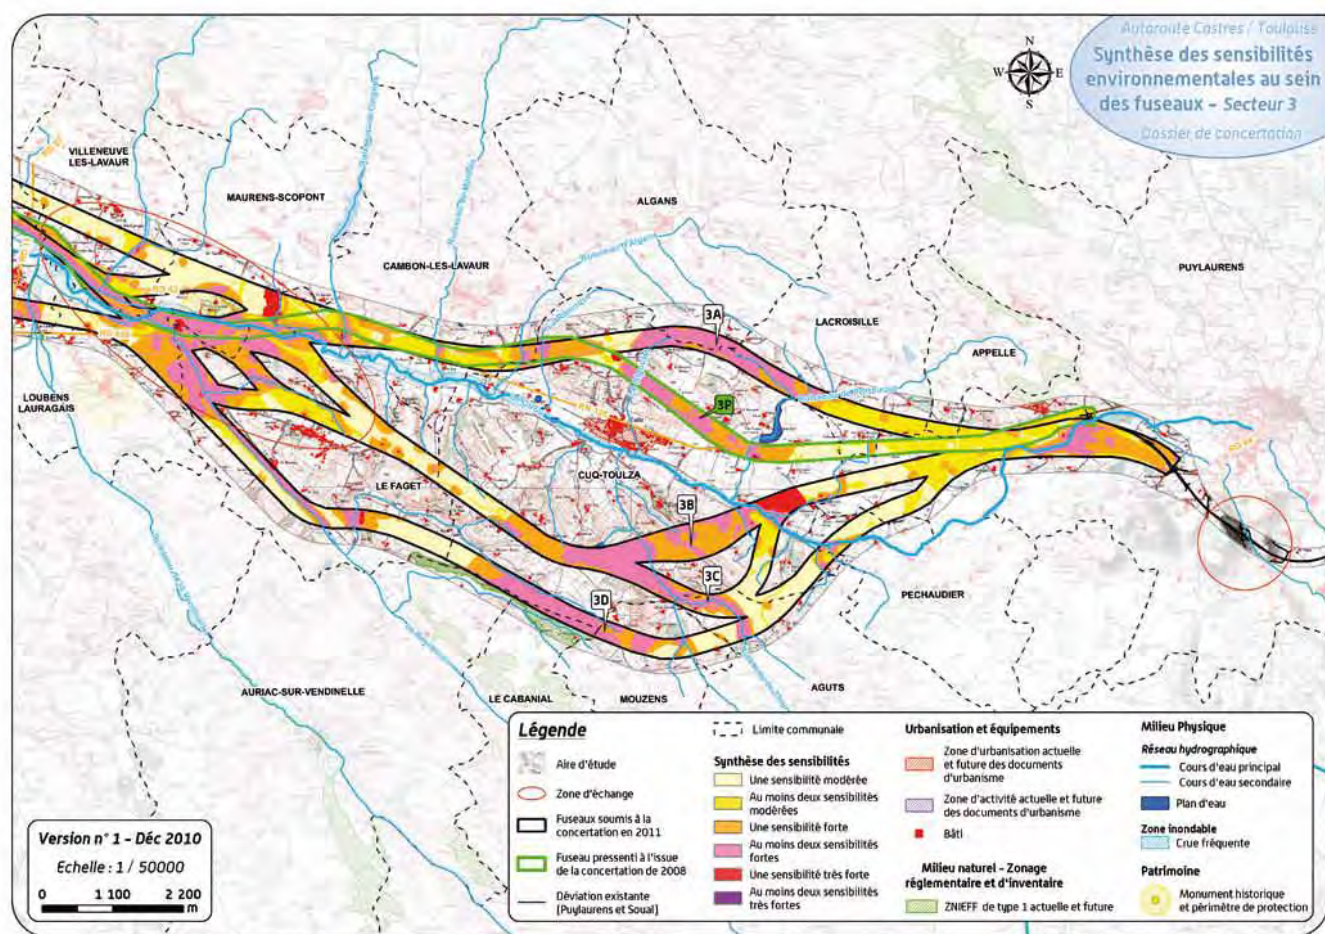 Autoroute Castres / Toulouse
Synthèse des sensibilités
environnementales au sein
des fuseaux - Secteur 3
Dossier de concertation
N
W
E
S
VILLENEUVE
LES-LAVAUR
MAURENS-SCOPONT
CAMBON-LES-LAVAUR
ALGANS
PUYLAURENS
LACROISILLE
APPELLE
3A
3P
LOUBENS
LAURAGAIS
LE FAGET
CUQ-TOULZA
3B
3C
3D
PECHAUDIER
AGUTS
MOUZENS
LE CABANIAL
AURIAC-SUR-VENDINELLE
Version n° 1 - Déc 2010
Echelle : 1 / 50000
0 1 100 2 200
m
Légende
Aire d'étude
Zone d'échange
Fuseaux soumis à la
concertation en 2011
Fuseau pressenti à l'issue
de la concertation de 2008
Déviation existante
(Puylaurens et Soual)
Limite communale
Synthèse des sensibilités
Une sensibilité modérée
Au moins deux sensibilités
modérées
Une sensibilité forte
Au moins deux sensibilités
fortes
Une sensibilité très forte
Au moins deux sensibilités
très fortes
Urbanisation et équipements
Zone d'urbanisation actuelle
et future des documents
d'urbanisme
Zone d'activité actuelle et future
des documents d'urbanisme
Bâti
Milieu naturel - Zonage
réglementaire et d'inventaire
ZNIEFF de type 1 actuelle et future
Milieu Physique
Réseau hydrographique
Cours d'eau principal
Cours d'eau secondaire
Plan d'eau
Zone inondable
Crue fréquente
Patrimoine
Monument historique
et périmètre de protection